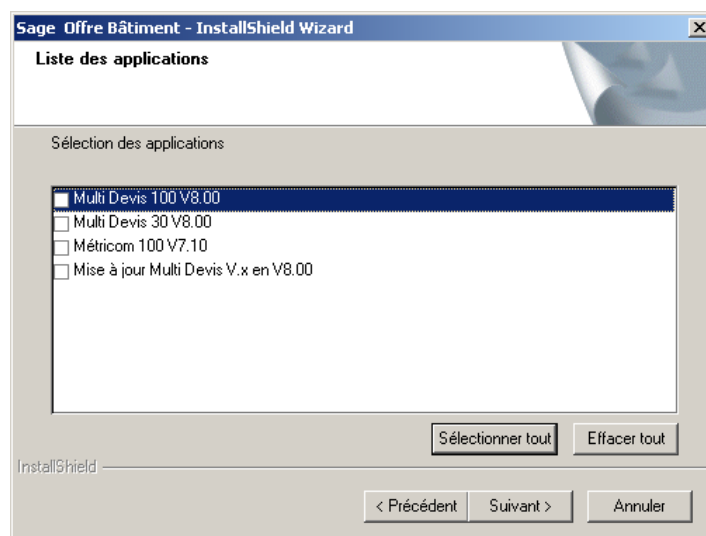 Sage Offre Bâtiment - InstallShield Wizard
Liste des applications
Sélection des applications
Multi Devis 100 V8.00
Multi Devis 30 V8.00
Métricom 100 V7.10
Mise à jour Multi Devis V.x en V8.00
Sélectionner tout Effacer tout
InstallShield
< Précédent Suivant > Annuler